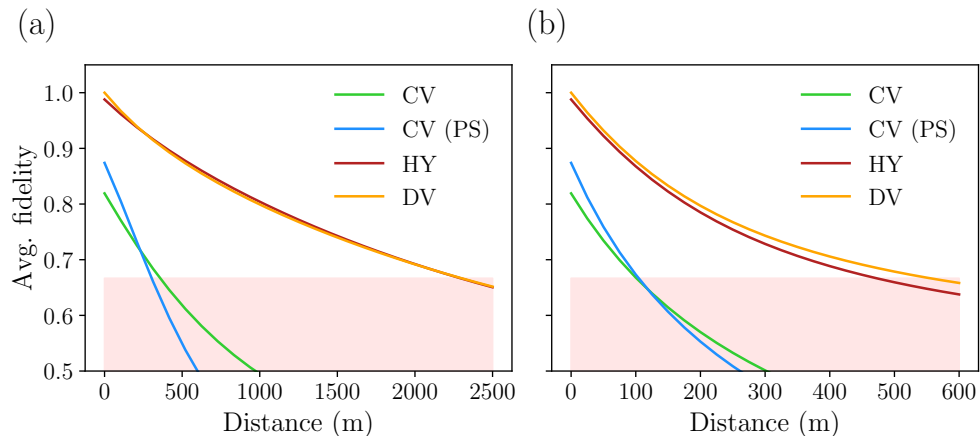 (a)
Avg. fidelity
1.0
0.9
0.8
0.7
0.6
0.5
CV
CV (PS)
HY
DV
0 500 1000 1500 2000 2500
Distance (m)
(b)
CV
CV (PS)
HY
DV
0 100 200 300 400 500 600
Distance (m)